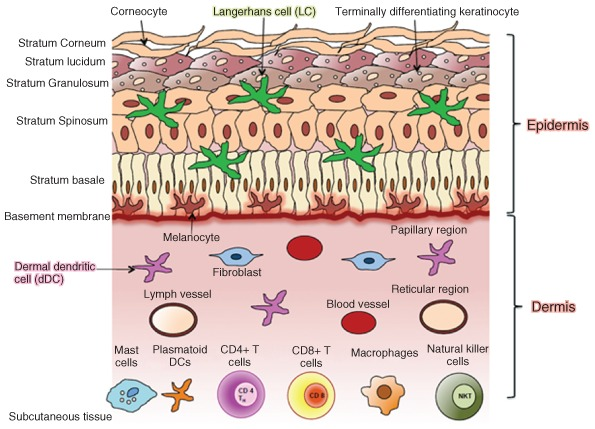 Corneocyte
Langerhans cell (LC)
Terminally differentiating keratinocyte
Stratum Corneum
Stratum lucidum
Stratum Granulosum
Stratum Spinosum
Epidermis
Stratum basale
Basement membrane
Melanocyte
Papillary region
Dermal dendritic
cell (dDC)
Fibroblast
Lymph vessel
Reticular region
Blood vessel
Dermis
Mast
cells
Plasmatoid
DCs
CD4+ T
cells
CD8+ T
cells
Macrophages
Natural killer
cells
CD 4
TH
CD 8
NKT
Subcutaneous tissue